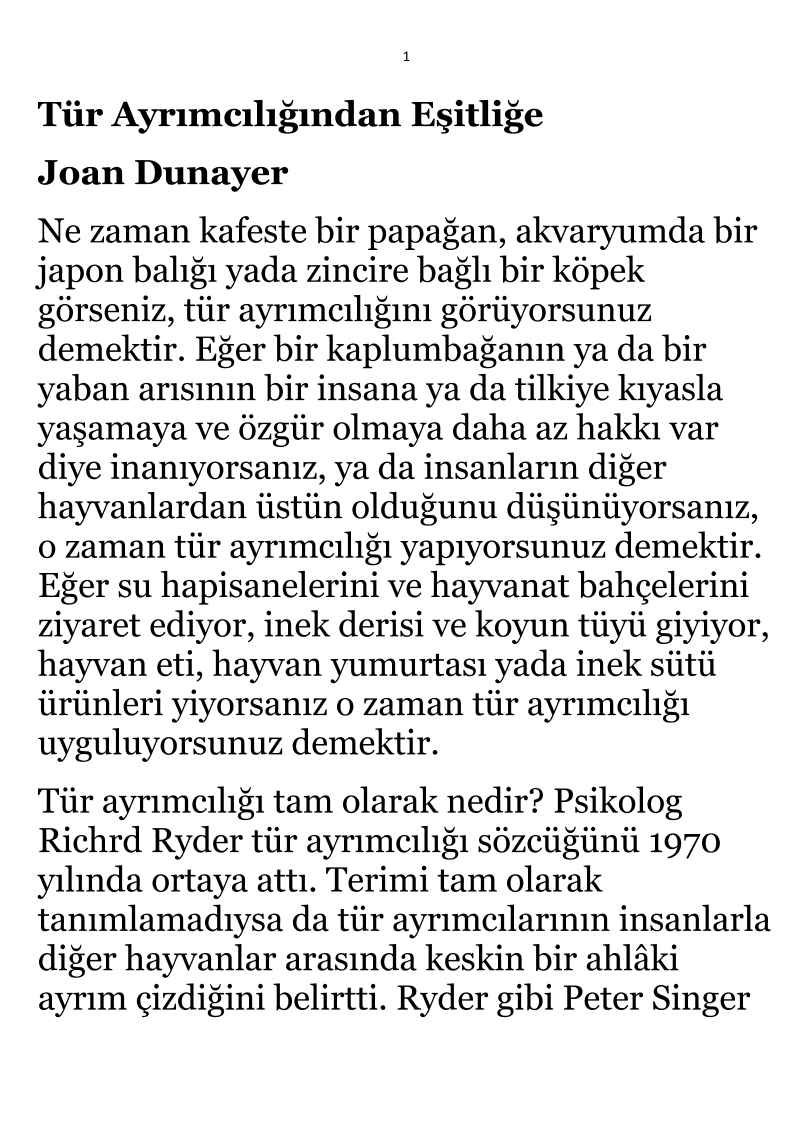 1
Tür Ayrımcılığından Eşitliğe
Joan Dunayer
Ne zaman kafeste bir papağan, akvaryumda bir
japon balığı yada zincire bağlı bir köpek
görseniz, tür ayrımcılığını görüyorsunuz
demektir. Eğer bir kaplumbağanın ya da bir
yaban arısının bir insana ya da tilkiye kıyasla
yaşamaya ve özgür olmaya daha az hakkı var
diye inanıyorsanız, ya da insanların diğer
hayvanlardan üstün olduğunu düşünüyorsanız,
o zaman tür ayrımcılığı yapıyorsunuz demektir.
Eğer su hapisanelerini ve hayvanat bahçelerini
ziyaret ediyor, inek derisi ve koyun tüyü giyiyor,
hayvan eti, hayvan yumurtası yada inek sütü
ürünleri yiyorsanız o zaman tür ayrımcılığı
uyguluyorsunuz demektir.
Tür ayrımcılığı tam olarak nedir? Psikolog
Richrd Ryder tür ayrımcılığı sözcüğünü 1970
yılında ortaya attı. Terimi tam olarak
tanımlamadıysa da tür ayrımcılarının insanlarla
diğer hayvanlar arasında keskin bir ahlâki
ayrım çizdiğini belirtti. Ryder gibi Peter Singer